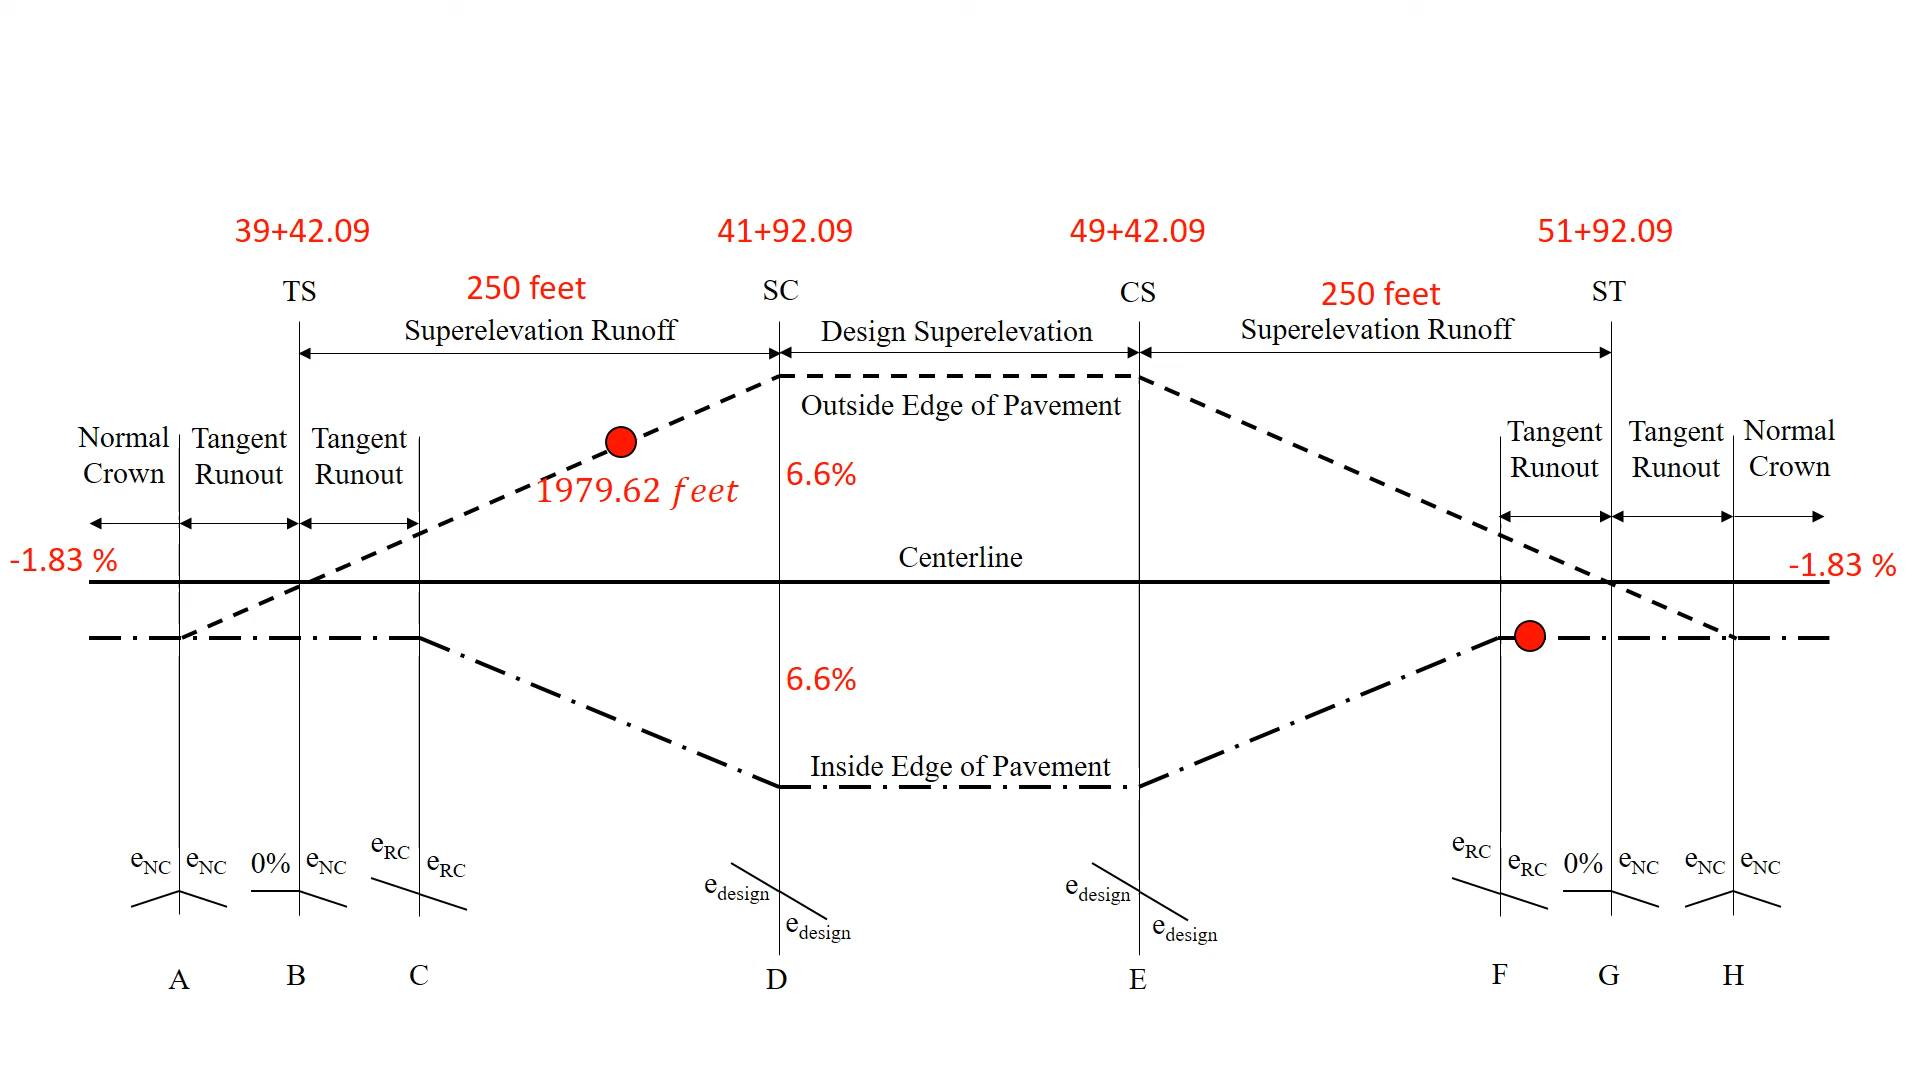 39+42.09
41+92.09
49+42.09
51+92.09
TS
250 feet
SC
CS
250 feet
ST
Superelevation Runoff
Design Superelevation
Superelevation Runoff
Outside Edge of Pavement
Normal
Crown
Tangent
Runout
Tangent
Runout
1979.62 feet
6.6%
Tangent
Runout
Tangent
Runout
Normal
Crown
-1.83 %
Centerline
-1.83 %
6.6%
Inside Edge of Pavement
eNC
eNC
0%
eNC
eRC
eRC
edesign
edesign
edesign
edesign
eRC
eRC
0%
eNC
eNC
eNC
A
B
C
D
E
F
G
H